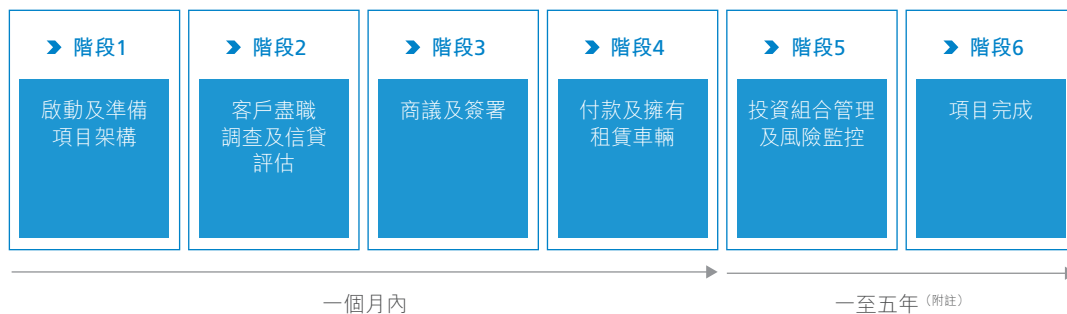 階段1
啟動及準備
項目架構
階段2
客戶盡職
調查及信貸
評估
階段3
商議及簽署
階段4
付款及擁有
租賃車輛
階段5
投資組合管理
及風險監控
階段6
項目完成
一個月內
一至五年（附註）